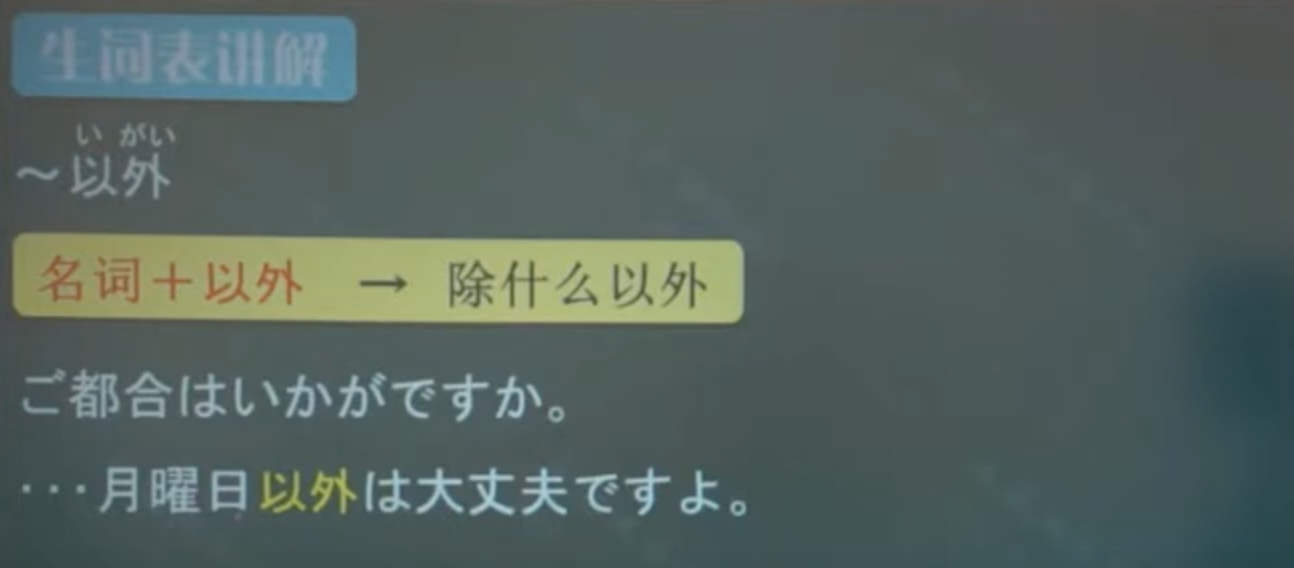 生词表讲解
い がい
～以外
名词＋以外 → 除什么以外
ご都合はいかがですか。
···月曜日以外は大丈夫ですよ。